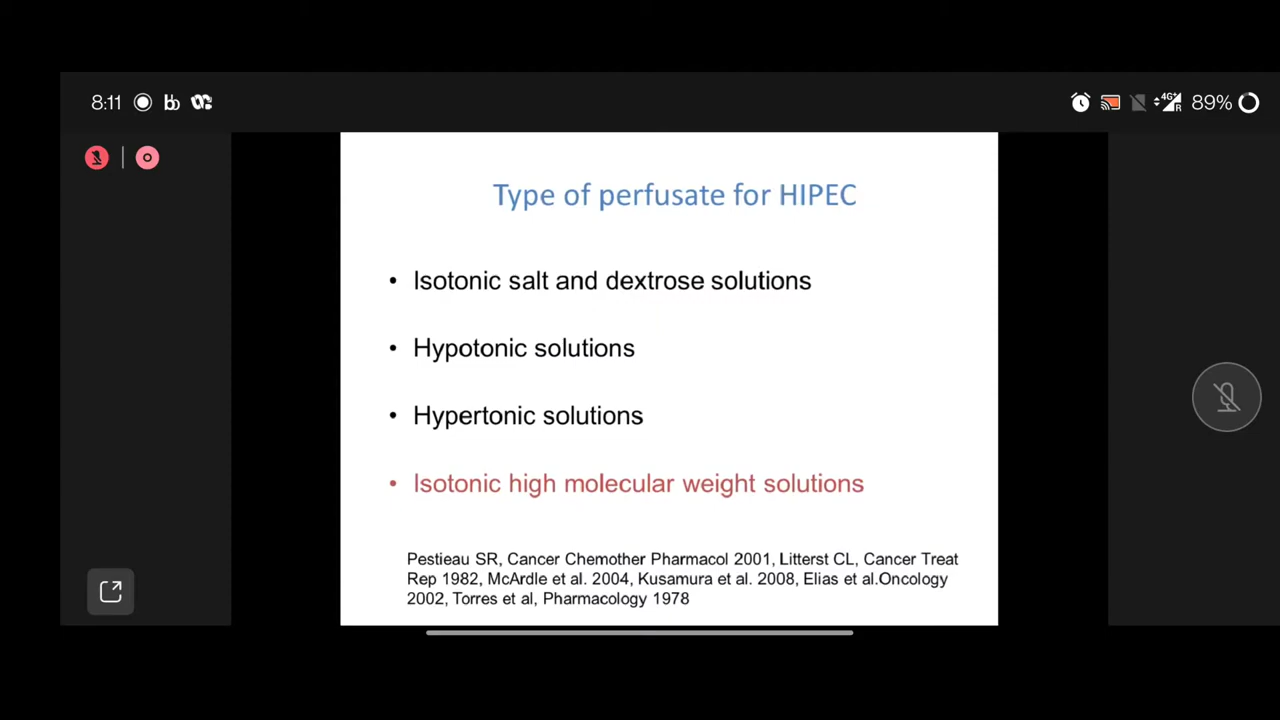 8:11
4G
R
89%
Type of perfusate for HIPEC
• Isotonic salt and dextrose solutions
• Hypotonic solutions
• Hypertonic solutions
• Isotonic high molecular weight solutions
Pestieau SR, Cancer Chemother Pharmacol 2001, Litterst CL, Cancer Treat
Rep 1982, McArdle et al. 2004, Kusamura et al. 2008, Elias et al.Oncology
2002, Torres et al, Pharmacology 1978